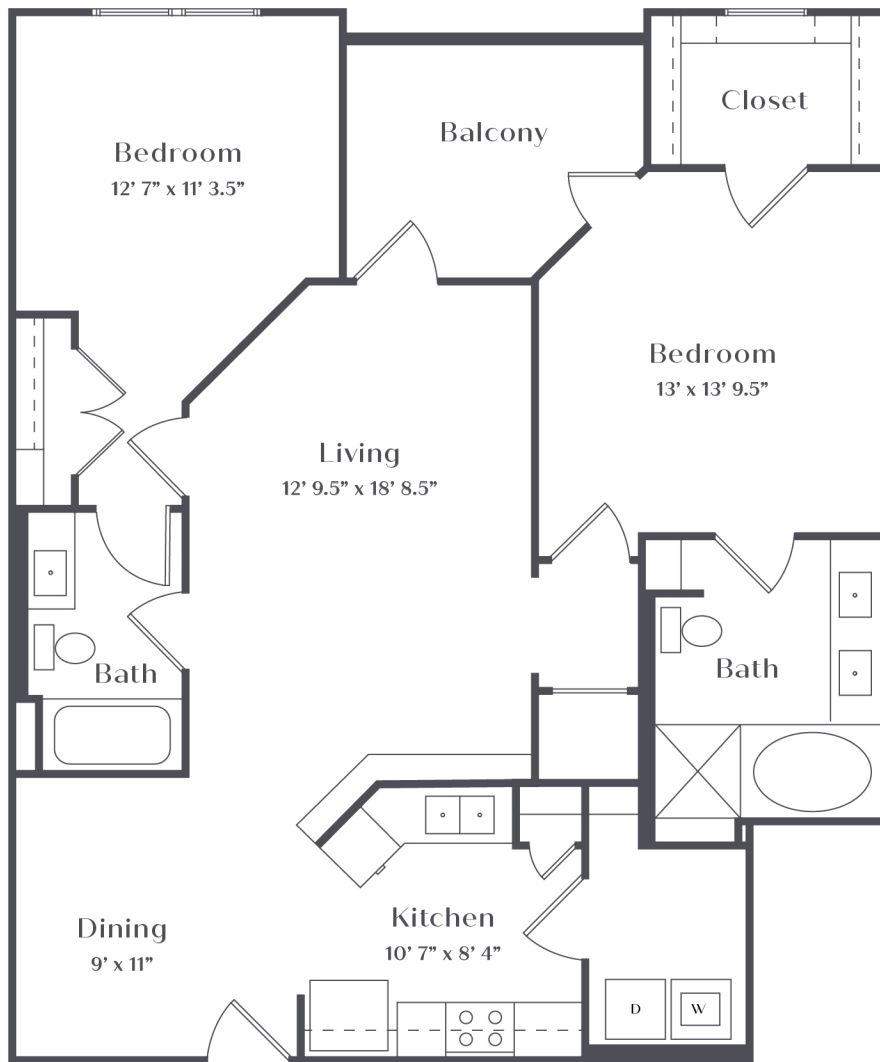 Closet
Balcony
Bedroom
12’ 7” x 11’ 3.5”
Bedroom
13’ x 13’ 9.5”
Living
12’ 9.5” x 18’ 8.5”
Bath
Bath
Kitchen
10’ 7” x 8’ 4”
Dining
9’ x 11”
D
W